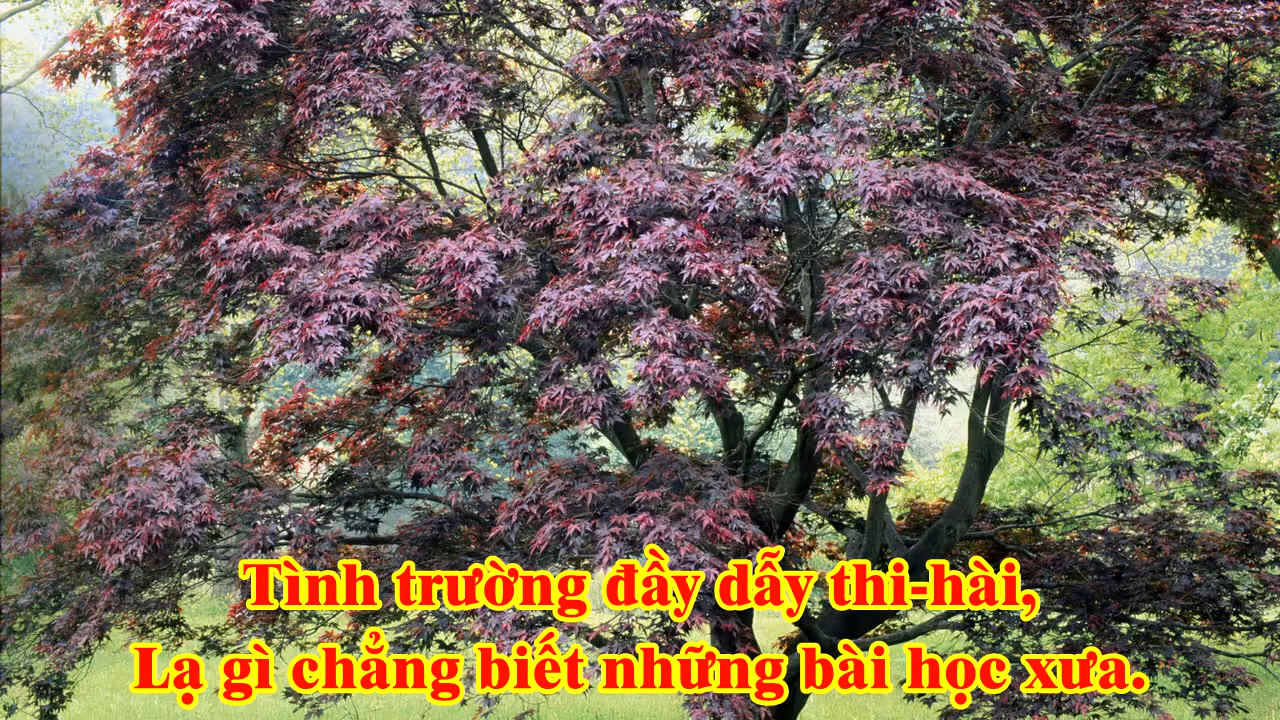 Tình trường đầy dẫy thi-hài,
Lạ gì chẳng biết những bài học xưa.